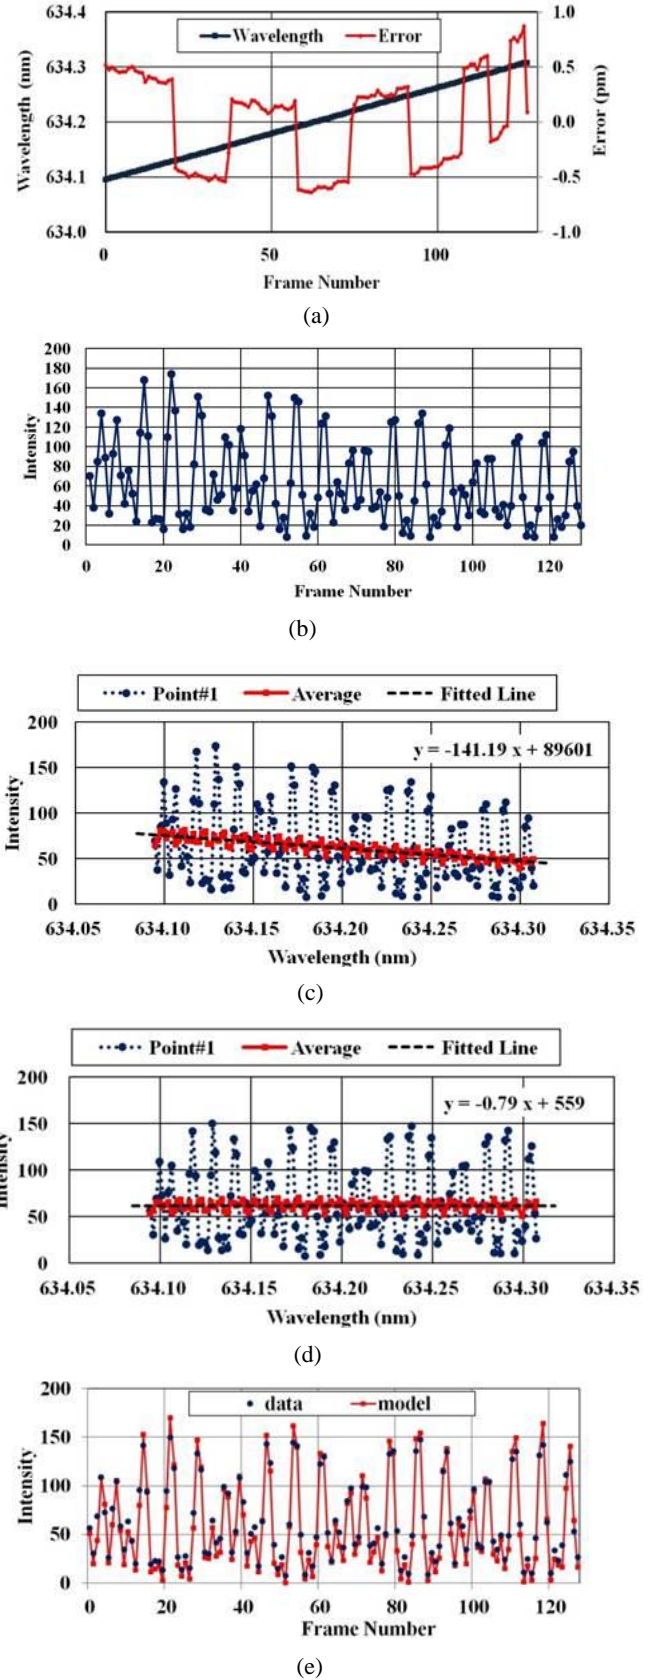 634.4
634.3
634.2
634.1
634.0
Wavelength (nm)
Wavelength Error
1.0
0.5
0.0
-0.5
-1.0
Error (pm)
0 50 100
Frame Number
(a)
200
180
160
140
120
100
80
60
40
20
0
Intensity
0 20 40 60 80 100 120
Frame Number
(b)
Point#1 Average Fitted Line
200
150
100
50
0
Intensity
y = -141.19 x + 89601
634.05 634.10 634.15 634.20 634.25 634.30 634.35
Wavelength (nm)
(c)
Point#1 Average Fitted Line
200
150
100
50
0
Intensity
y = -0.79 x + 559
634.05 634.10 634.15 634.20 634.25 634.30 634.35
Wavelength (nm)
(d)
200
150
100
50
0
Intensity
data model
0 20 40 60 80 100 120
Frame Number
(e)